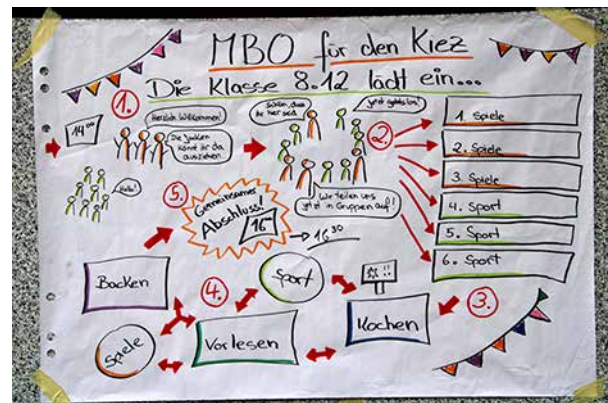 MBO für den Kiez
Die Klasse 8.12 lädt ein...
1.
14⁰⁰
Herzlich Willkommen!
Die Jacken
könnt ihr da
ausziehen.
Hallo!
Schön, dass
ihr hier seid.
Jetzt geht's los!
2.
Wir teilen uns
jetzt in Gruppen auf!
1. Spiele
2. Spiele
3. Spiele
4. Sport
5. Sport
6. Sport
3.
Kochen
4.
Sport
Vorlesen
Backen
Spiele
5.
Gemeinsamer
Abschluss!
16⁰⁰
16³⁰